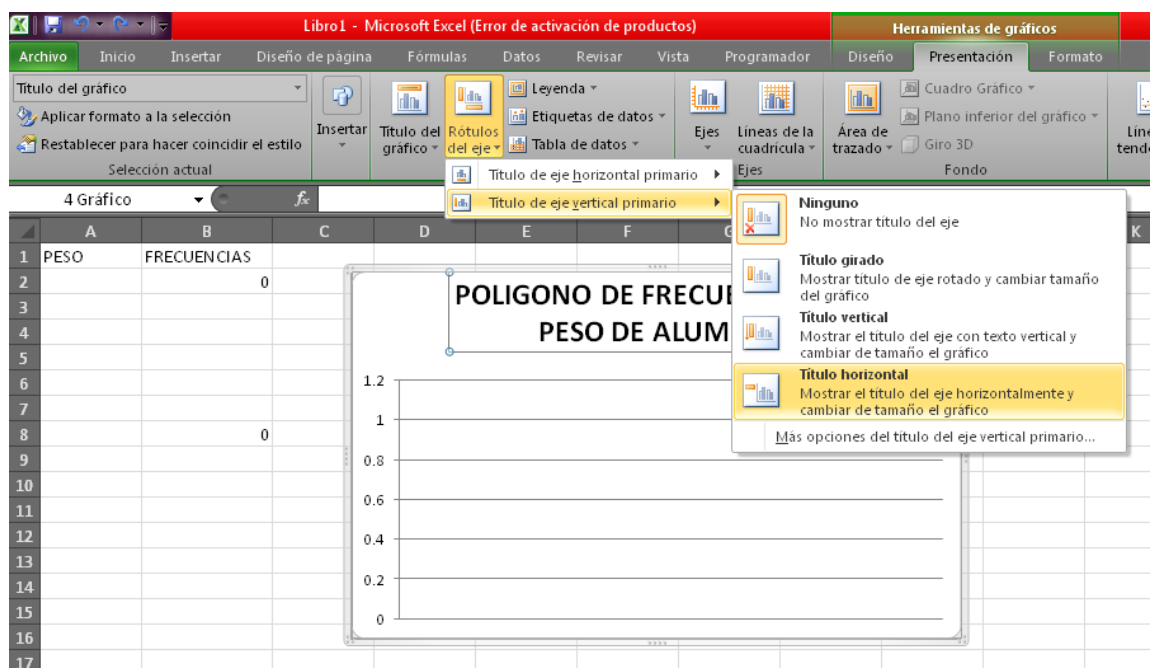 Libro1 - Microsoft Excel (Error de activación de productos)
Herramientas de gráficos
Archivo Inicio Insertar Diseño de página Fórmulas Datos Revisar Vista Programador Diseño Presentación Formato
Título del gráfico
Aplicar formato a la selección
Restablecer para hacer coincidir el estilo
Selección actual
Insertar
Título del gráfico
Rótulos del eje
Leyenda
Etiquetas de datos
Tabla de datos
Ejes
Líneas de la cuadrícula
Ejes
Área de trazado
Cuadro Gráfico
Plano inferior del gráfico
Giro 3D
Fondo
Título de eje horizontal primario
Título de eje vertical primario
Ninguno
No mostrar título del eje
Título girado
Mostrar título de eje rotado y cambiar tamaño
del gráfico
Título vertical
Mostrar el título del eje con texto vertical y
cambiar de tamaño el gráfico
Título horizontal
Mostrar el título del eje horizontalmente y
cambiar de tamaño el gráfico
Más opciones del título del eje vertical primario...
4 Gráfico fx
A B C D E F K
1 PESO FRECUENCIAS
2 0
3
4
5
6
7
8 0
9
10
11
12
13
14
15
16
17
POLIGONO DE
PESO DE
1.2
1
0.8
0.6
0.4
0.2
0